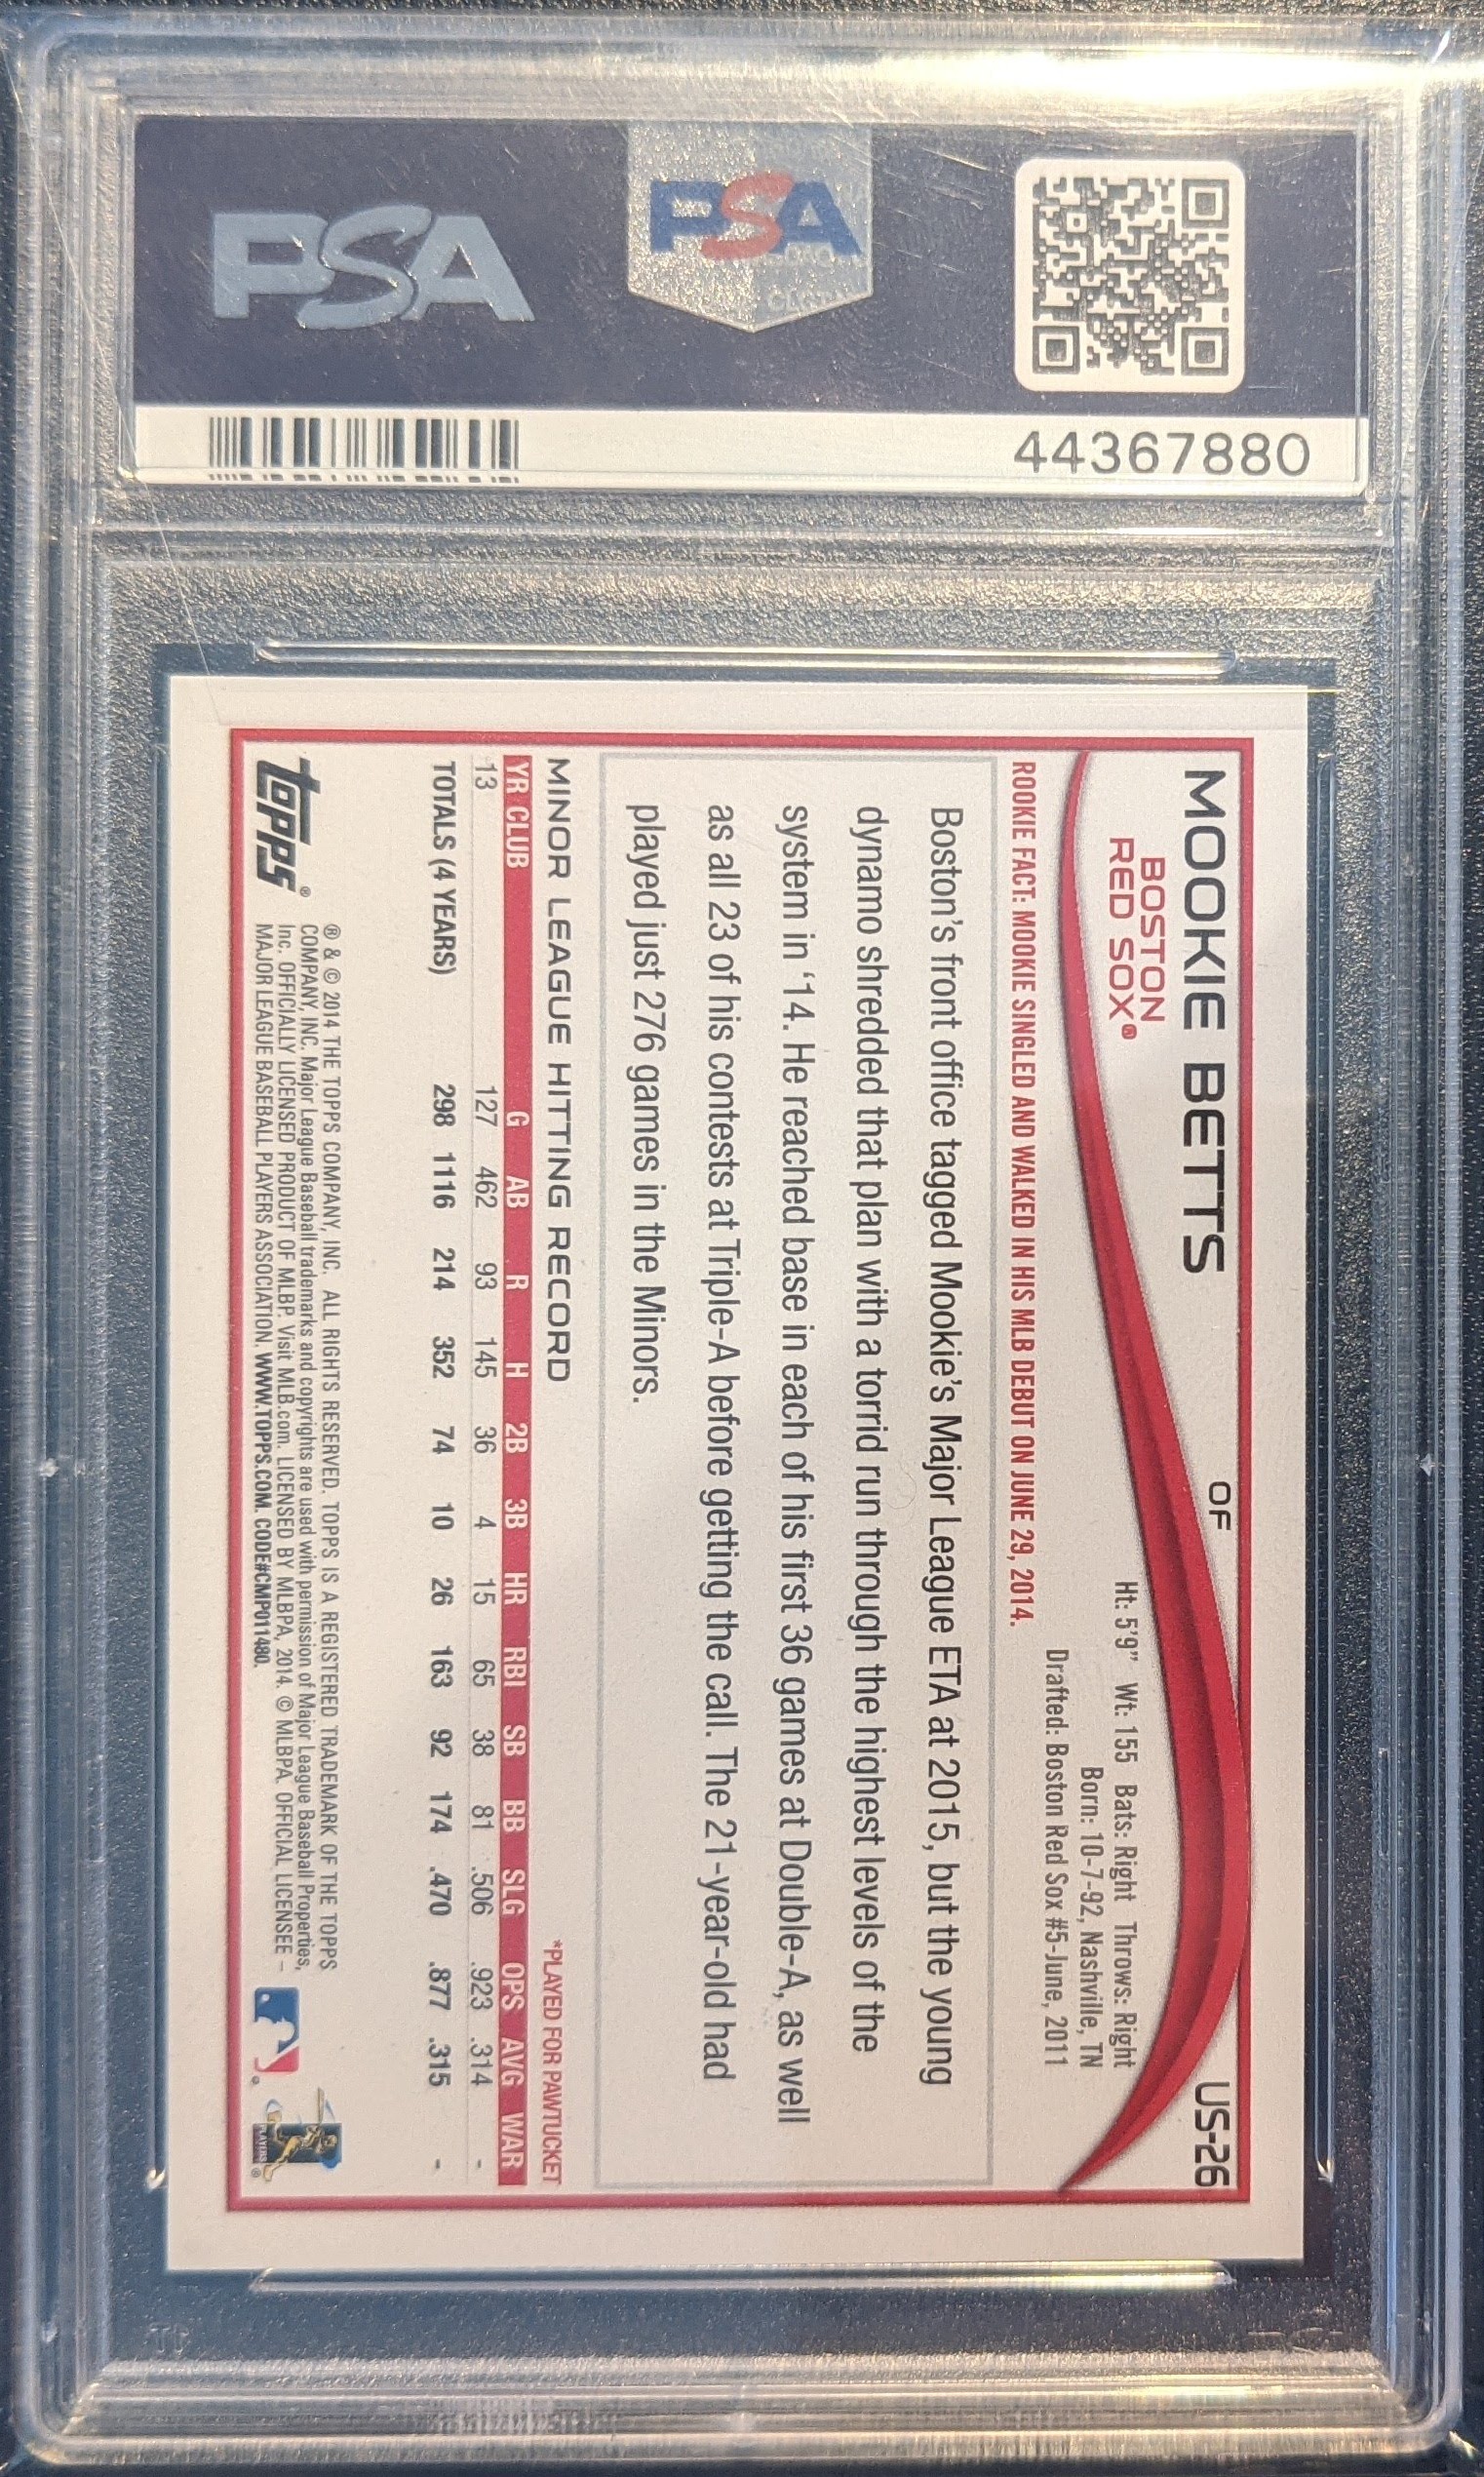 PSA
PSA
44367880
MOOKIE BETTS OF US-26
BOSTON
RED SOX®
Ht: 5'9" Wt: 155 Bats: Right Throws: Right
Born: 10-7-92, Nashville, TN
Drafted: Boston Red Sox #5-June, 2011
ROOKIE FACT: MOOKIE SINGLED AND WALKED IN HIS MLB DEBUT ON JUNE 29, 2014.
Boston's front office tagged Mookie's Major League ETA at 2015, but the young
dynamo shredded that plan with a torrid run through the highest levels of the
system in '14. He reached base in each of his first 36 games at Double-A, as well
as all 23 of his contests at Triple-A before getting the call. The 21-year-old had
played just 276 games in the Minors.
MINOR LEAGUE HITTING RECORD *PLAYED FOR PAWTUCKET
YR CLUB G AB R H 2B 3B HR RBI SB BB SLG OPS AVG WAR
13 127 462 93 145 36 4 15 65 38 81 .506 .923 .314 -
TOTALS (4 YEARS) 298 1116 214 352 74 10 26 163 92 174 .470 .877 .315 -
topps®
® & © 2014 THE TOPPS COMPANY, INC. ALL RIGHTS RESERVED. TOPPS IS A REGISTERED TRADEMARK OF THE TOPPS
COMPANY, INC. Major League Baseball trademarks and copyrights are used with permission of Major League Baseball Properties,
Inc. OFFICIALLY LICENSED PRODUCT OF MLBP. Visit MLB.com. LICENSED BY MLBPA, 2014. © MLBPA. OFFICIAL LICENSEE –
MAJOR LEAGUE BASEBALL PLAYERS ASSOCIATION. WWW.TOPPS.COM. CODE#CMP011480.
PLAYERS